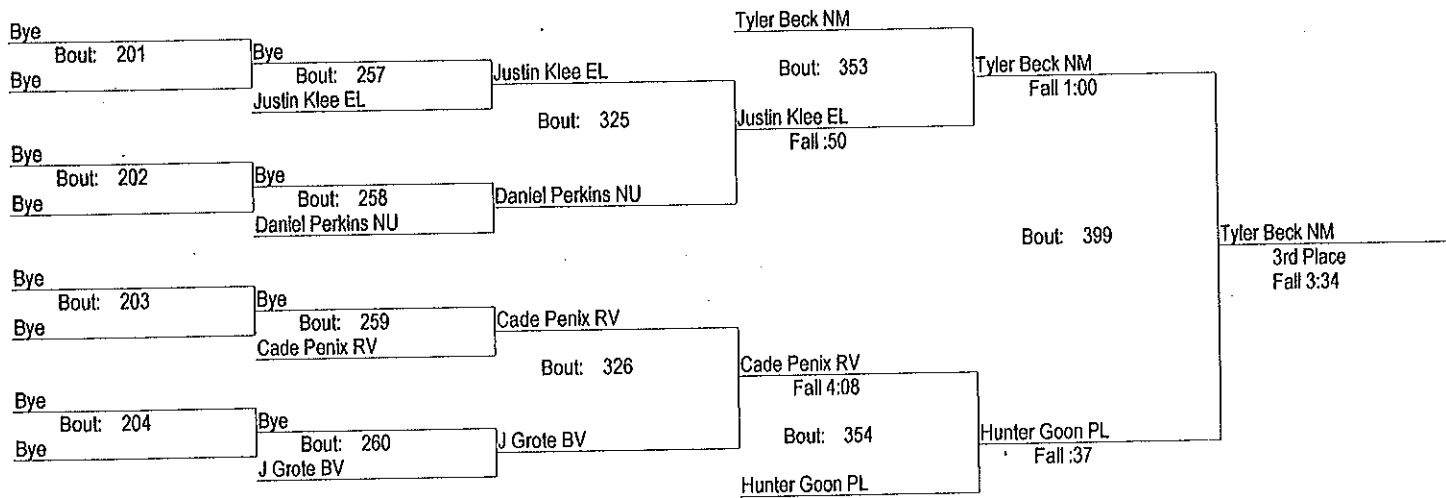 Bye
Bout: 201
Bye
Bye
Bout: 257
Justin Klee EL
Justin Klee EL
Bout: 325
Bye
Bout: 202
Bye
Bye
Bout: 258
Daniel Perkins NU
Daniel Perkins NU
Tyler Beck NM
Bout: 353
Justin Klee EL
Fall :50
Tyler Beck NM
Fall 1:00
Bye
Bout: 203
Bye
Bye
Bout: 259
Cade Penix RV
Cade Penix RV
Bout: 326
Bye
Bout: 204
Bye
Bye
Bout: 260
J Grote BV
J Grote BV
Cade Penix RV
Fall 4:08
Bout: 354
Hunter Goon PL
Hunter Goon PL
Fall :37
Bout: 399
Tyler Beck NM
3rd Place
Fall 3:34